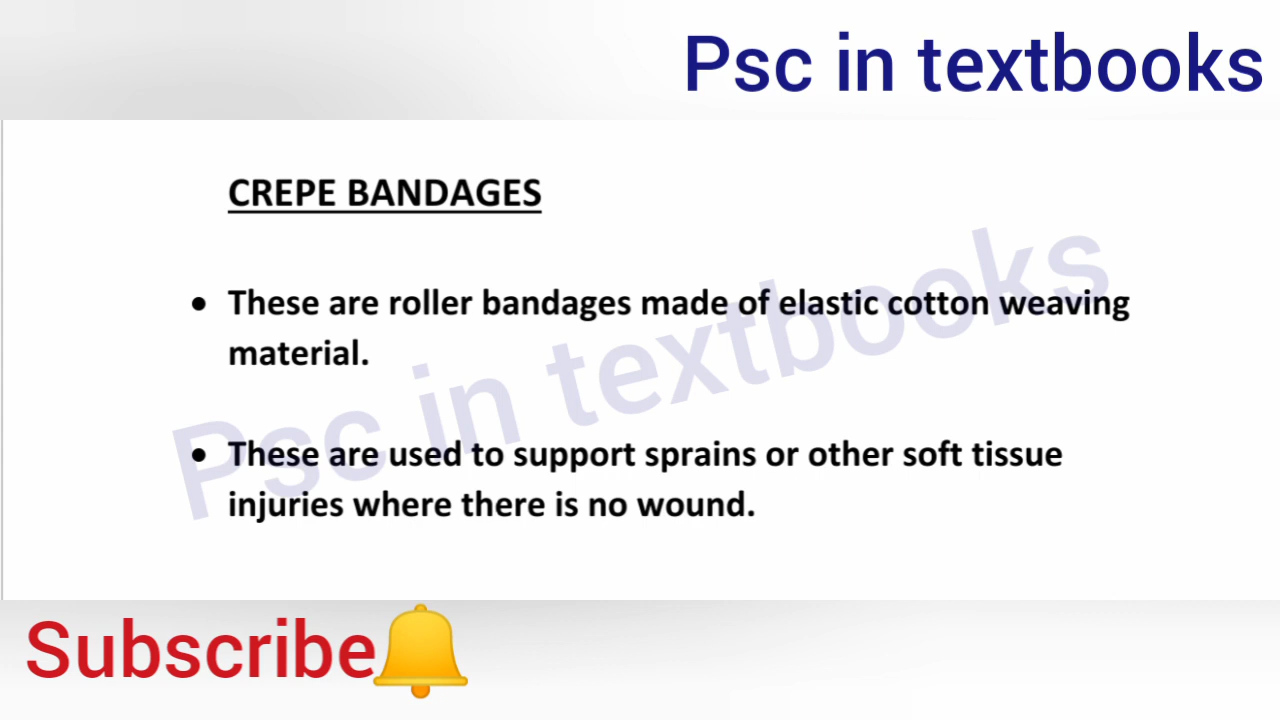 Psc in textbooks
CREPE BANDAGES
• These are roller bandages made of elastic cotton weaving
material.
• These are used to support sprains or other soft tissue
injuries where there is no wound.
Psc in textbooks
Subscribe